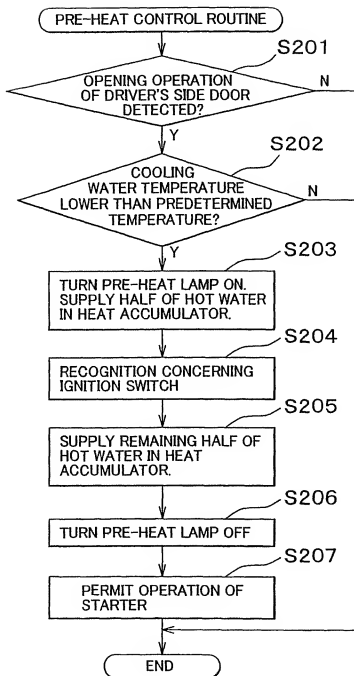 PRE-HEAT CONTROL ROUTINE
S201
OPENING OPERATION
OF DRIVER'S SIDE DOOR
DETECTED?
N
Y
S202
COOLING
WATER TEMPERATURE
LOWER THAN PREDETERMINED
TEMPERATURE?
N
Y
S203
TURN PRE-HEAT LAMP ON.
SUPPLY HALF OF HOT WATER
IN HEAT ACCUMULATOR.
S204
RECOGNITION CONCERNING
IGNITION SWITCH
S205
SUPPLY REMAINING HALF OF
HOT WATER IN HEAT
ACCUMULATOR.
S206
TURN PRE-HEAT LAMP OFF
S207
PERMIT OPERATION OF
STARTER
END